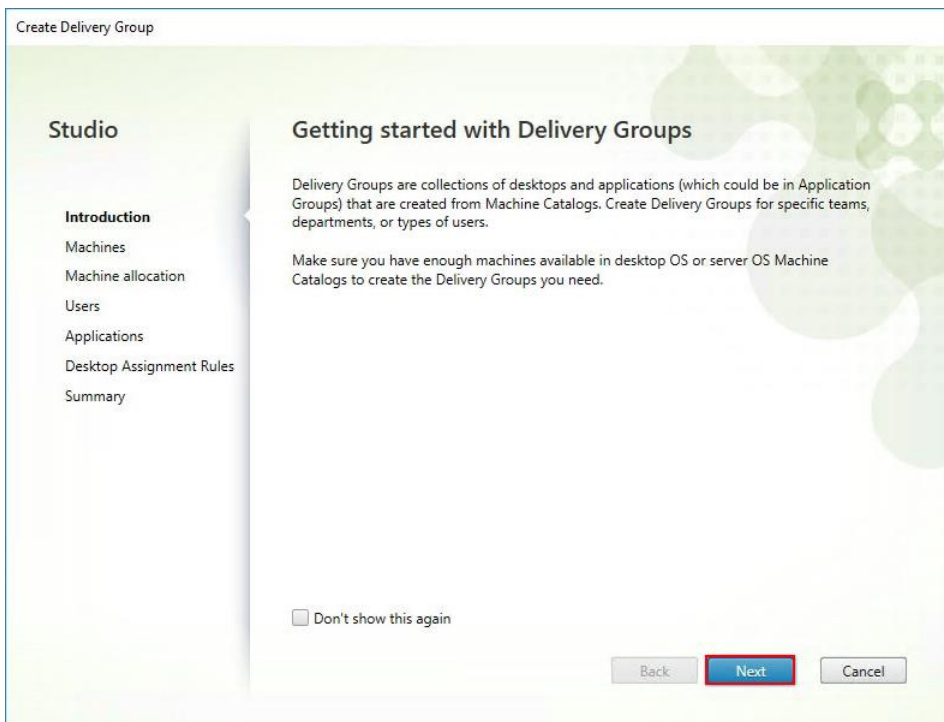 Create Delivery Group
Studio
Introduction
Machines
Machine allocation
Users
Applications
Desktop Assignment Rules
Summary
Getting started with Delivery Groups
Delivery Groups are collections of desktops and applications (which could be in Application
Groups) that are created from Machine Catalogs. Create Delivery Groups for specific teams,
departments, or types of users.
Make sure you have enough machines available in desktop OS or server OS Machine
Catalogs to create the Delivery Groups you need.
Don't show this again
Back
Next
Cancel